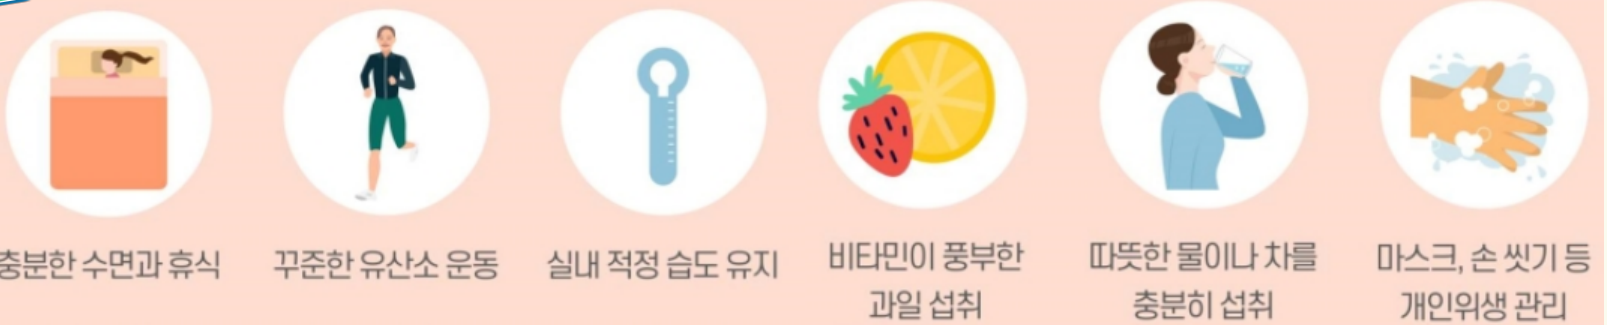 충분한 수면과 휴식
꾸준한 유산소 운동
실내 적정 습도 유지
비타민이 풍부한
과일 섭취
따뜻한 물이나 차를
충분히 섭취
마스크, 손 씻기 등
개인위생 관리